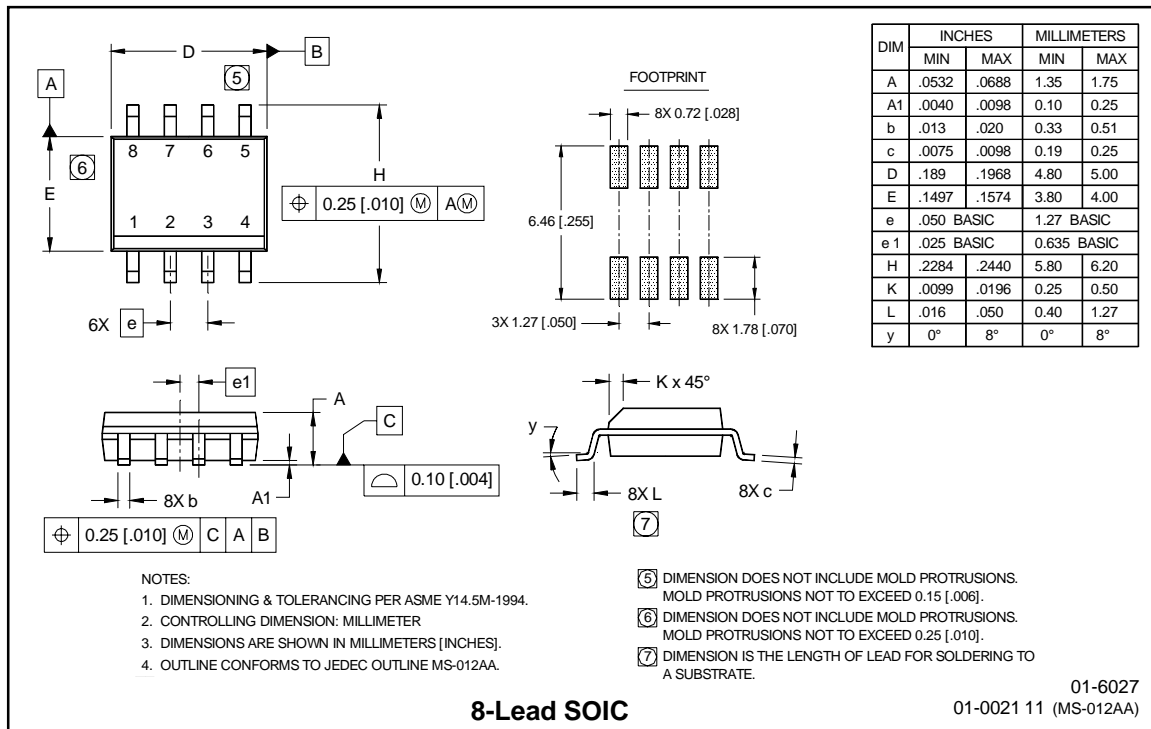 D
B
5
A
8 7 6 5
6
E
H
⌖ 0.25 [.010] Ⓜ AⓂ
1 2 3 4
6X e
FOOTPRINT
8X 0.72 [.028]
6.46 [.255]
3X 1.27 [.050]
8X 1.78 [.070]
DIM INCHES MILLIMETERS
MIN MAX MIN MAX
A .0532 .0688 1.35 1.75
A1 .0040 .0098 0.10 0.25
b .013 .020 0.33 0.51
c .0075 .0098 0.19 0.25
D .189 .1968 4.80 5.00
E .1497 .1574 3.80 4.00
e .050 BASIC 1.27 BASIC
e 1 .025 BASIC 0.635 BASIC
H .2284 .2440 5.80 6.20
K .0099 .0196 0.25 0.50
L .016 .050 0.40 1.27
y 0° 8° 0° 8°
e1
A
C
0.10 [.004]
A1
8X b
⌖ 0.25 [.010] Ⓜ C A B
K x 45°
y
8X L
8X c
7
NOTES:
1. DIMENSIONING & TOLERANCING PER ASME Y14.5M-1994.
2. CONTROLLING DIMENSION: MILLIMETER
3. DIMENSIONS ARE SHOWN IN MILLIMETERS [INCHES].
4. OUTLINE CONFORMS TO JEDEC OUTLINE MS-012AA.
5 DIMENSION DOES NOT INCLUDE MOLD PROTRUSIONS.
MOLD PROTRUSIONS NOT TO EXCEED 0.15 [.006].
6 DIMENSION DOES NOT INCLUDE MOLD PROTRUSIONS.
MOLD PROTRUSIONS NOT TO EXCEED 0.25 [.010].
7 DIMENSION IS THE LENGTH OF LEAD FOR SOLDERING TO
A SUBSTRATE.
8-Lead SOIC
01-6027
01-0021 11 (MS-012AA)